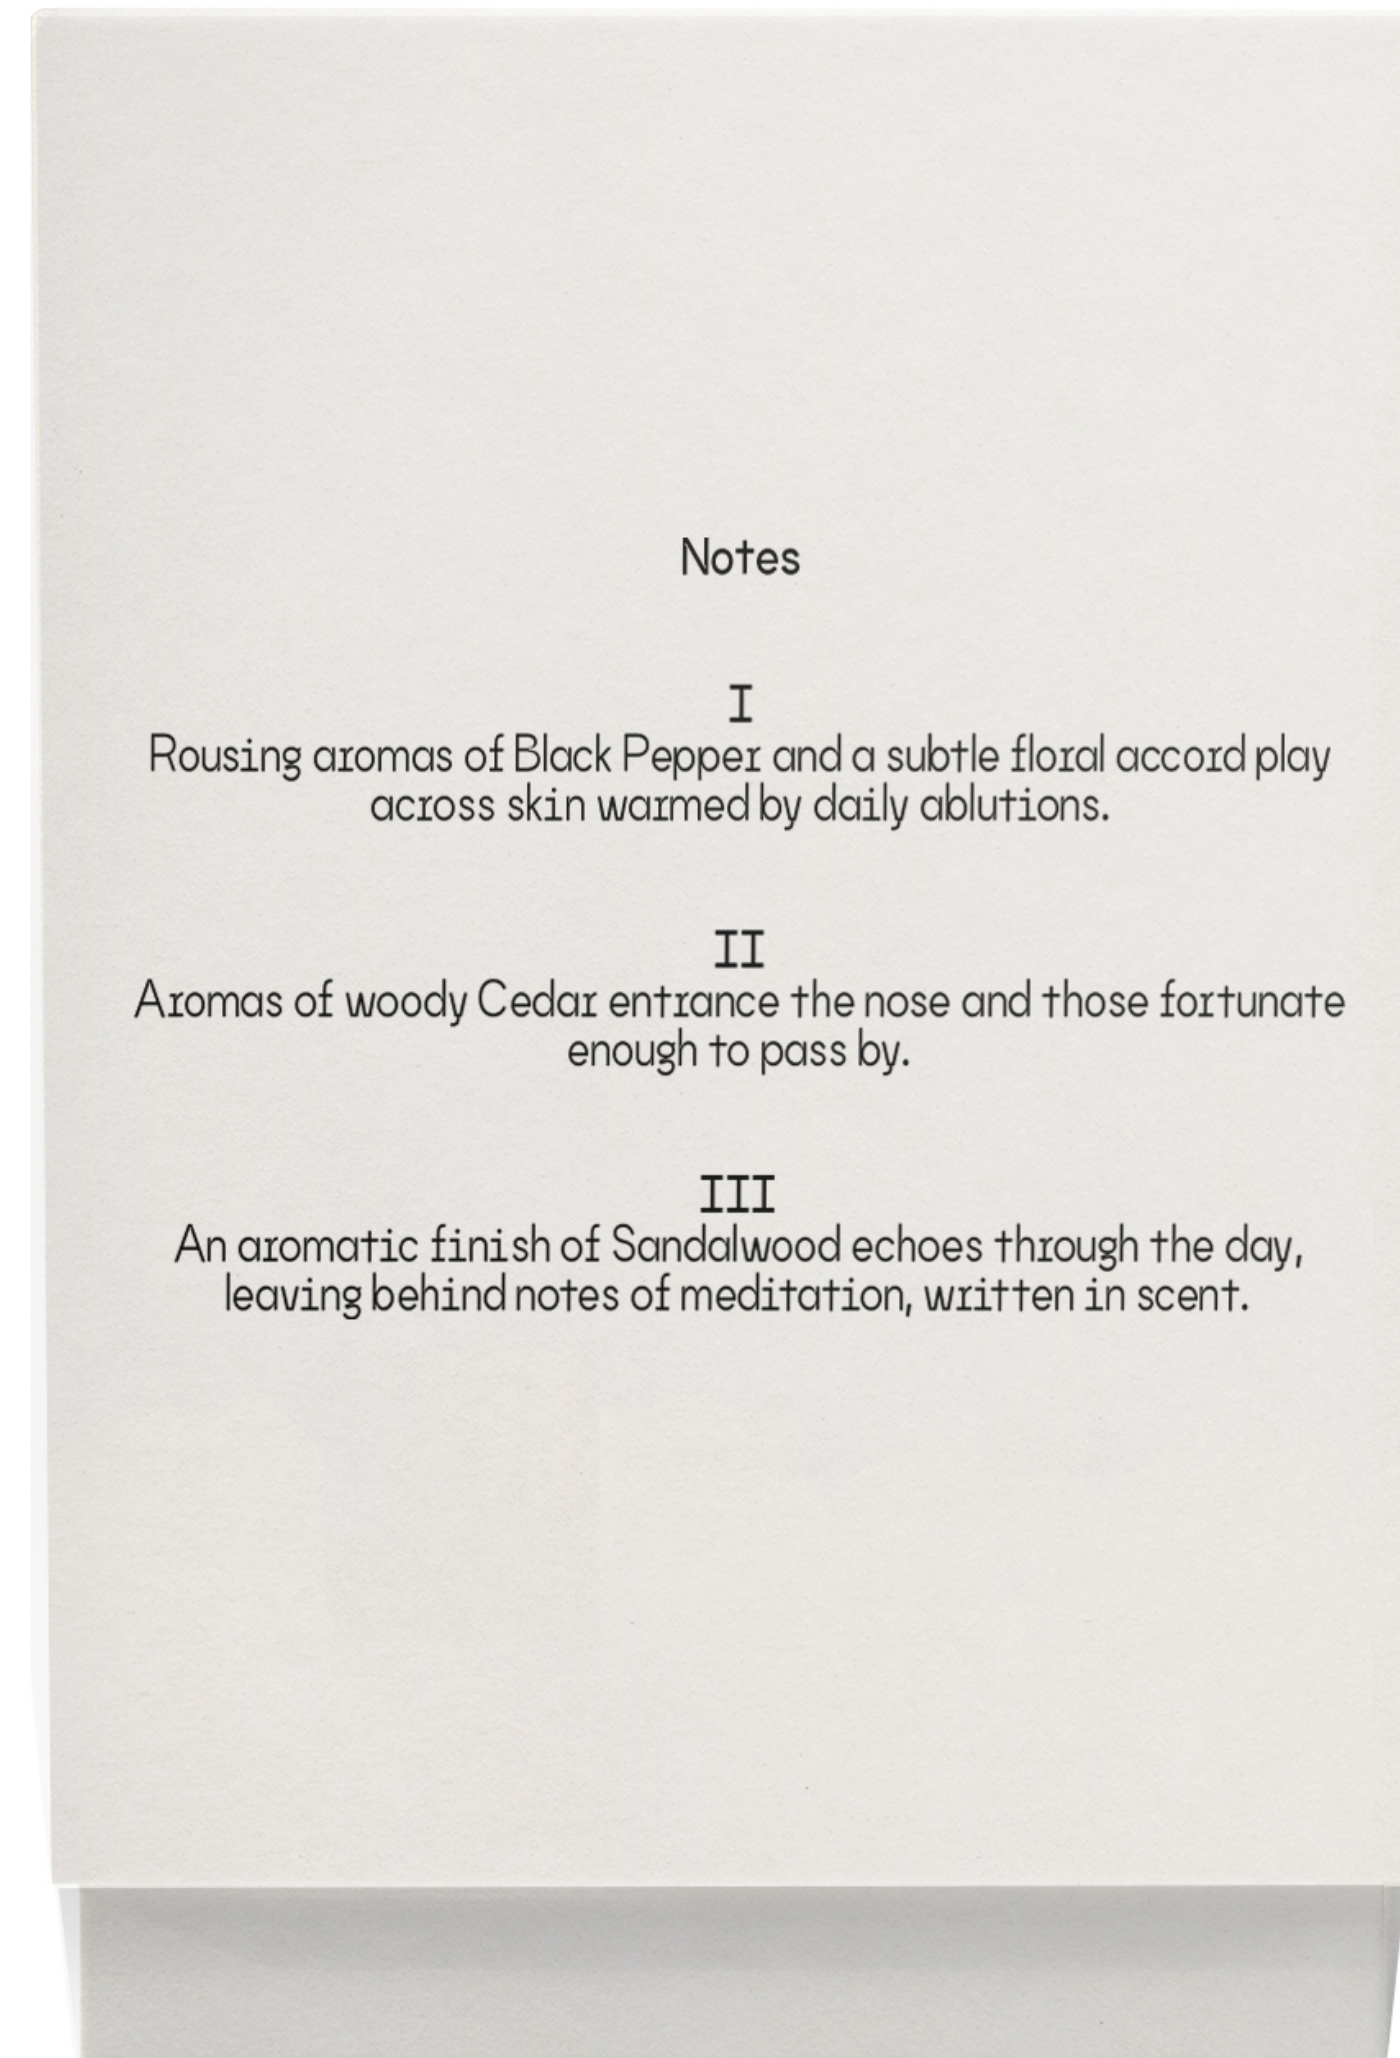 Notes
I
Rousing aromas of Black Pepper and a subtle floral accord play
across skin warmed by daily ablutions.
II
Aromas of woody Cedar entrance the nose and those fortunate
enough to pass by.
III
An aromatic finish of Sandalwood echoes through the day,
leaving behind notes of meditation, written in scent.